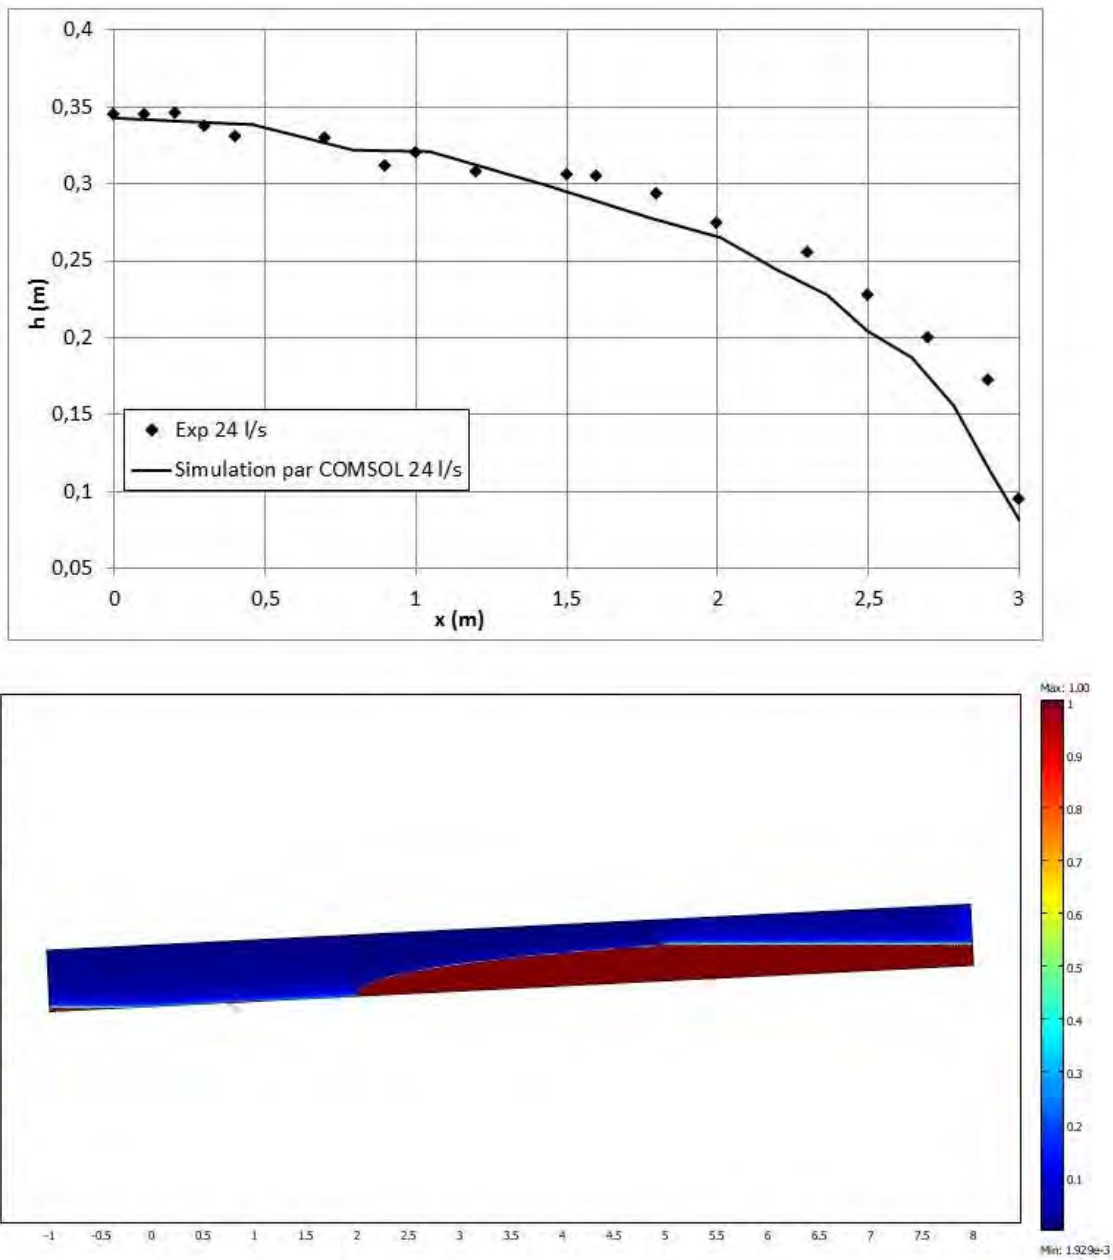 0,4
0,35
0,3
0,25
0,2
0,15
0,1
0,05
h (m)
Exp 24 l/s
Simulation par COMSOL 24 l/s
0 0,5 1 1,5 2 2,5 3
x (m)
Max: 1.00
1
0.9
0.8
0.7
0.6
0.5
0.4
0.3
0.2
0.1
-1 -0.5 0 0.5 1 1.5 2 2.5 3 3.5 4 4.5 5 5.5 6 6.5 7 7.5 8
Min: 1.929e-3